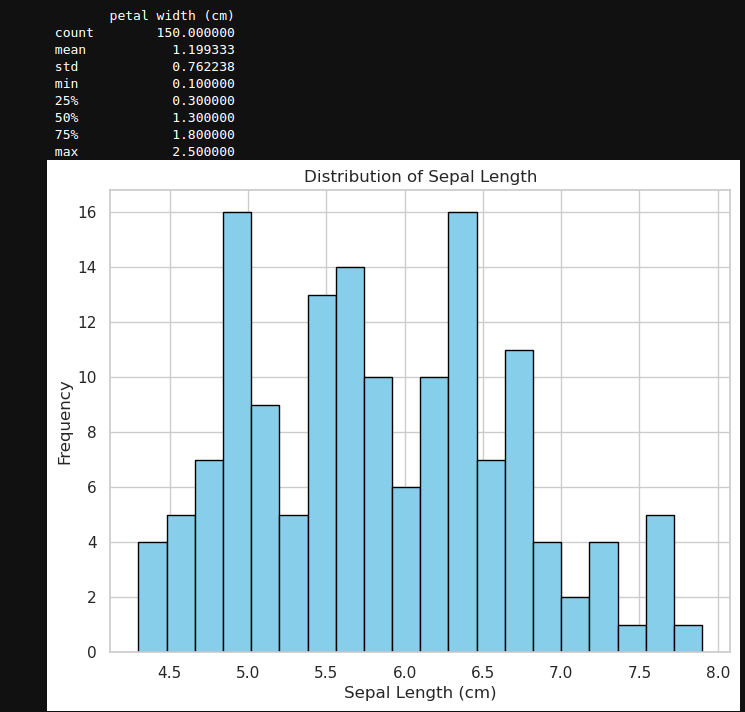 petal width (cm)
count 150.000000
mean 1.199333
std 0.762238
min 0.100000
25% 0.300000
50% 1.300000
75% 1.800000
max 2.500000
Distribution of Sepal Length
16
14
12
10
8
6
4
2
0
Frequency
4.5 5.0 5.5 6.0 6.5 7.0 7.5 8.0
Sepal Length (cm)